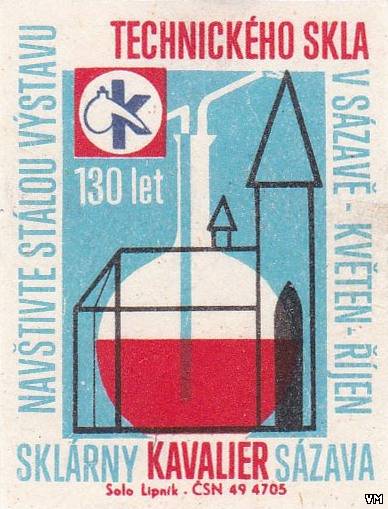 NAVŠTIVTE STÁLOU VÝSTAVU
TECHNICKÉHO SKLA
V SÁZAVĚ - KVĚTEN - ŘÍJEN
K
130 let
SKLÁRNY KAVALIER SÁZAVA
Solo Lipník - ČSN 49 4705
VM